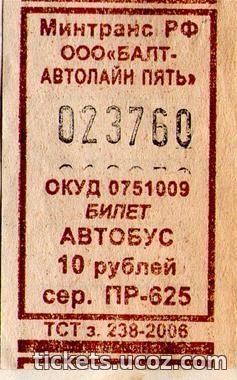 Минтранс РФ
ООО«БАЛТ-
АВТОЛАЙН ПЯТЬ»
023760
ОКУД 0751009
БИЛЕТ
АВТОБУС
10 рублей
сер. ПР-625
ТСТ з. 238-2006
tickets.ucoz.com